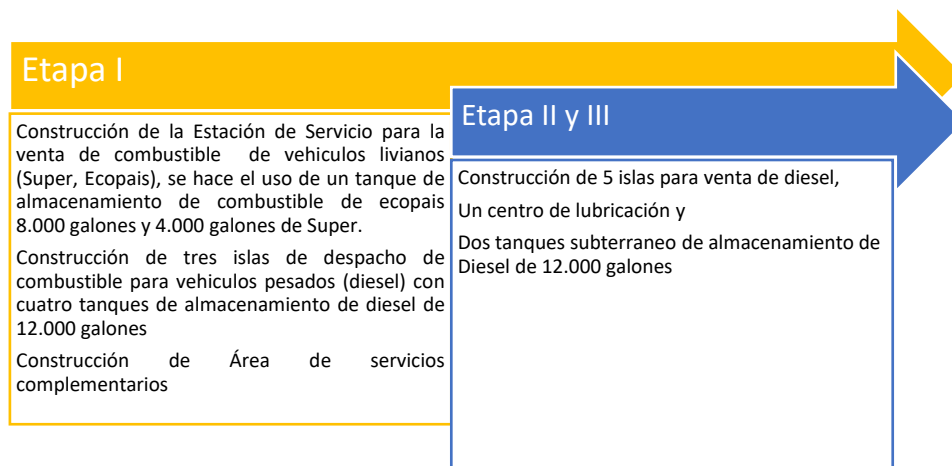 Etapa I
Construcción de la Estación de Servicio para la
venta de combustible de vehiculos livianos
(Super, Ecopais), se hace el uso de un tanque de
almacenamiento de combustible de ecopais
8.000 galones y 4.000 galones de Super.
Construcción de tres islas de despacho de
combustible para vehiculos pesados (diesel) con
cuatro tanques de almacenamiento de diesel de
12.000 galones
Construcción de Área de servicios
complementarios
Etapa II y III
Construcción de 5 islas para venta de diesel,
Un centro de lubricación y
Dos tanques subterraneo de almacenamiento de
Diesel de 12.000 galones